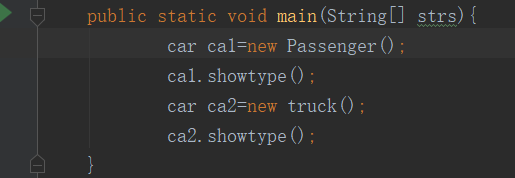 public static void main(String[] strs){
car ca1=new Passenger();
ca1.showtype();
car ca2=new truck();
ca2.showtype();
}